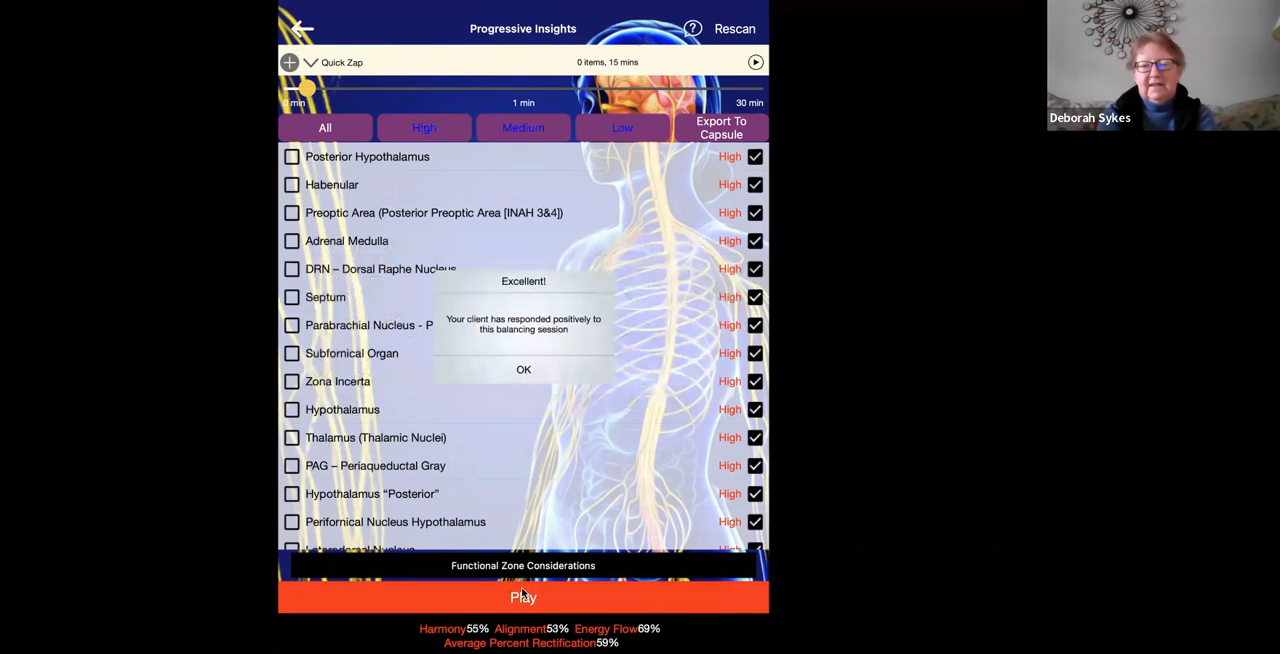 Progressive Insights
Rescan
Quick Zap
0 items, 15 mins
0 min
1 min
30 min
All
High
Medium
Low
Export To
Capsule
Posterior Hypothalamus High
Habenular High
Preoptic Area (Posterior Preoptic Area [INAH 3&4]) High
Adrenal Medulla High
DRN – Dorsal Raphe Nucleus High
Septum High
Parabrachial Nucleus - P High
Subfornical Organ High
Zona Incerta High
Hypothalamus High
Thalamus (Thalamic Nuclei) High
PAG – Periaqueductal Gray High
Hypothalamus “Posterior” High
Perifornical Nucleus Hypothalamus High
Laterodorsal Nucleus High
Excellent!
Your client has responded positively to
this balancing session
OK
Functional Zone Considerations
Play
Harmony55% Alignment53% Energy Flow69%
Average Percent Rectification59%
Deborah Sykes